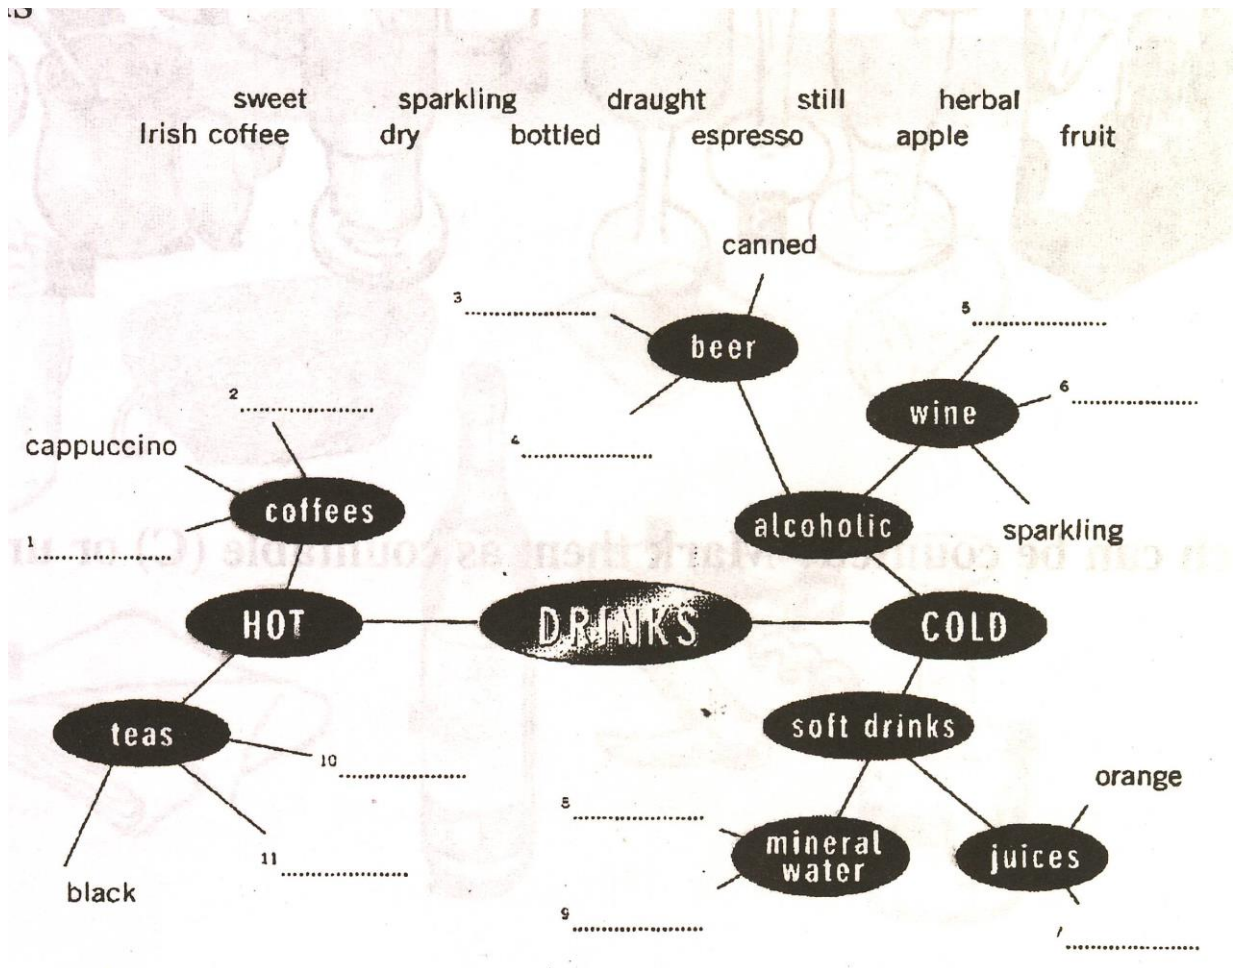 sweet sparkling draught still herbal
Irish coffee dry bottled espresso apple fruit
canned
3
beer
5
2
wine
6
cappuccino
4
coffees
alcoholic
1
sparkling
HOT
DRINKS
COLD
teas
soft drinks
10
orange
8
mineral
water
juices
11
black
9
7